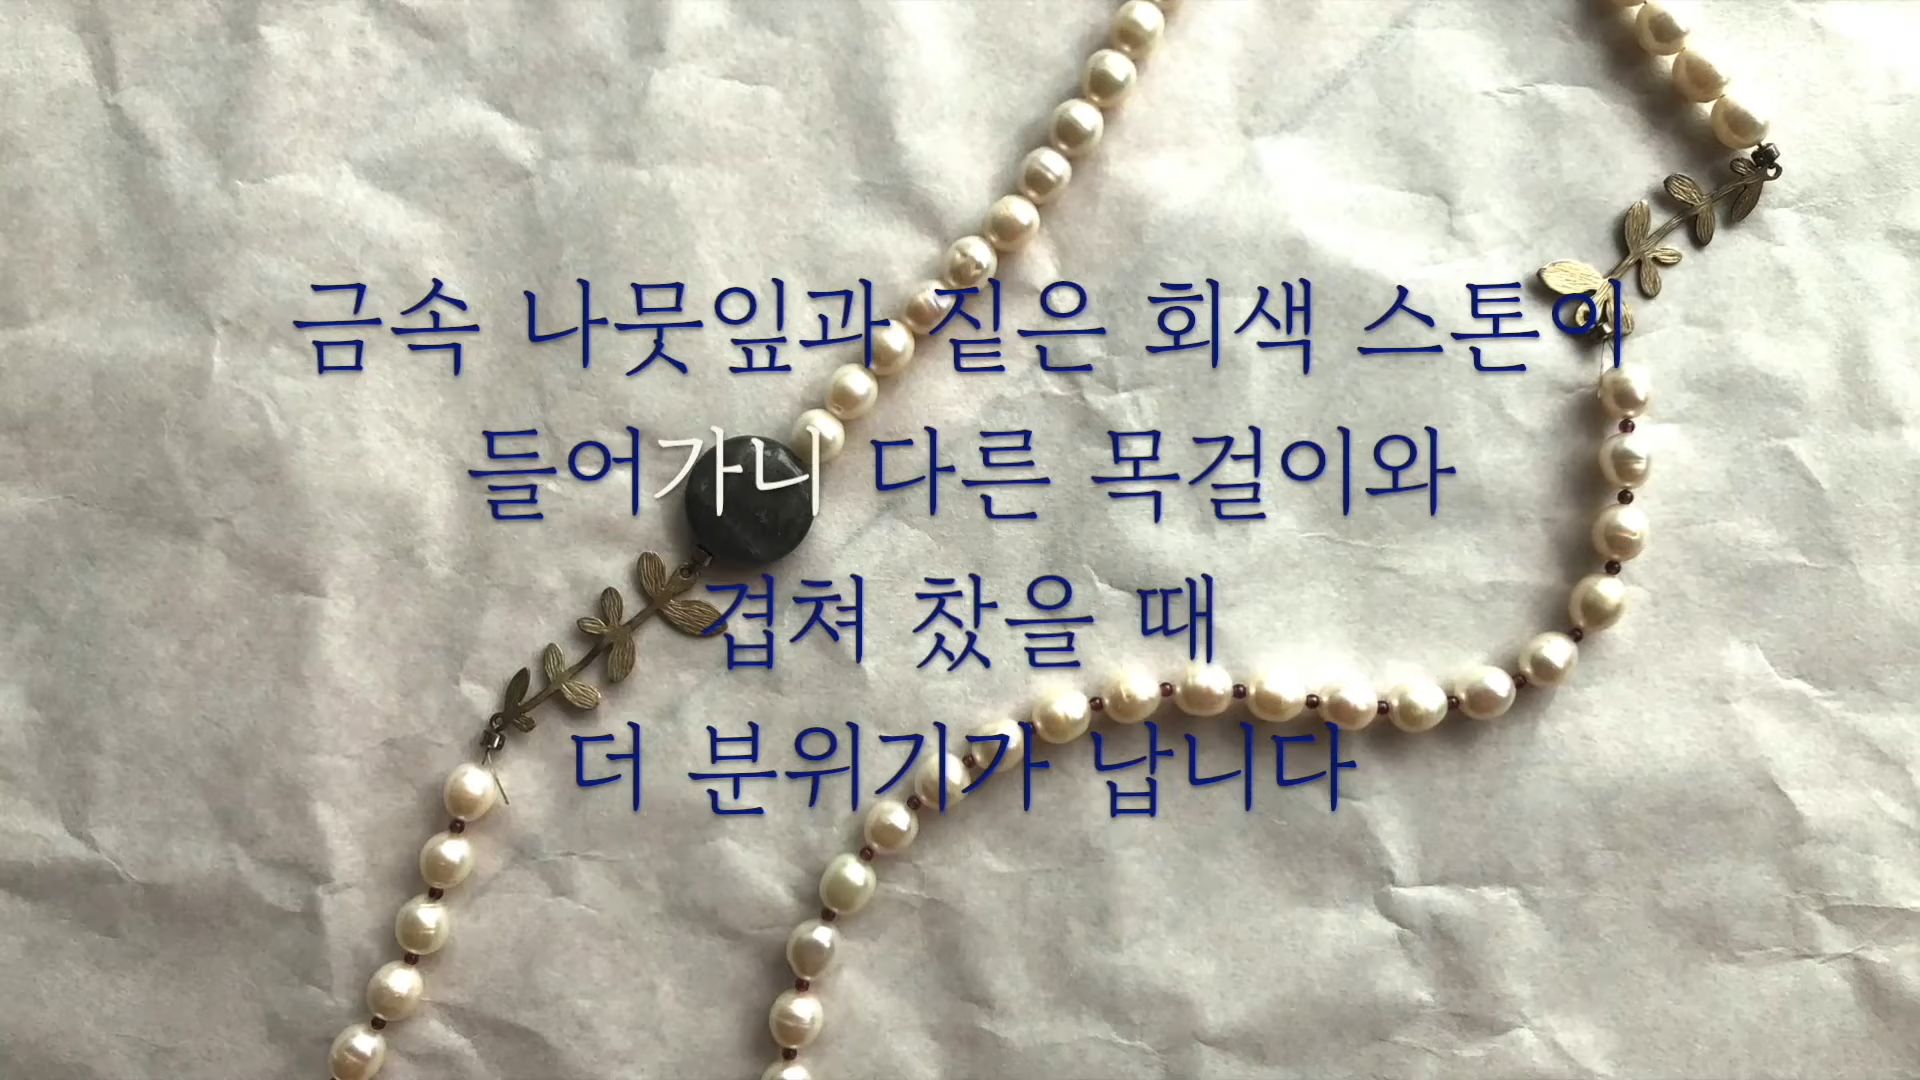 금속 나뭇잎과 짙은 회색 스톤이
들어가니 다른 목걸이와
겹쳐 찼을 때
더 분위기가 납니다